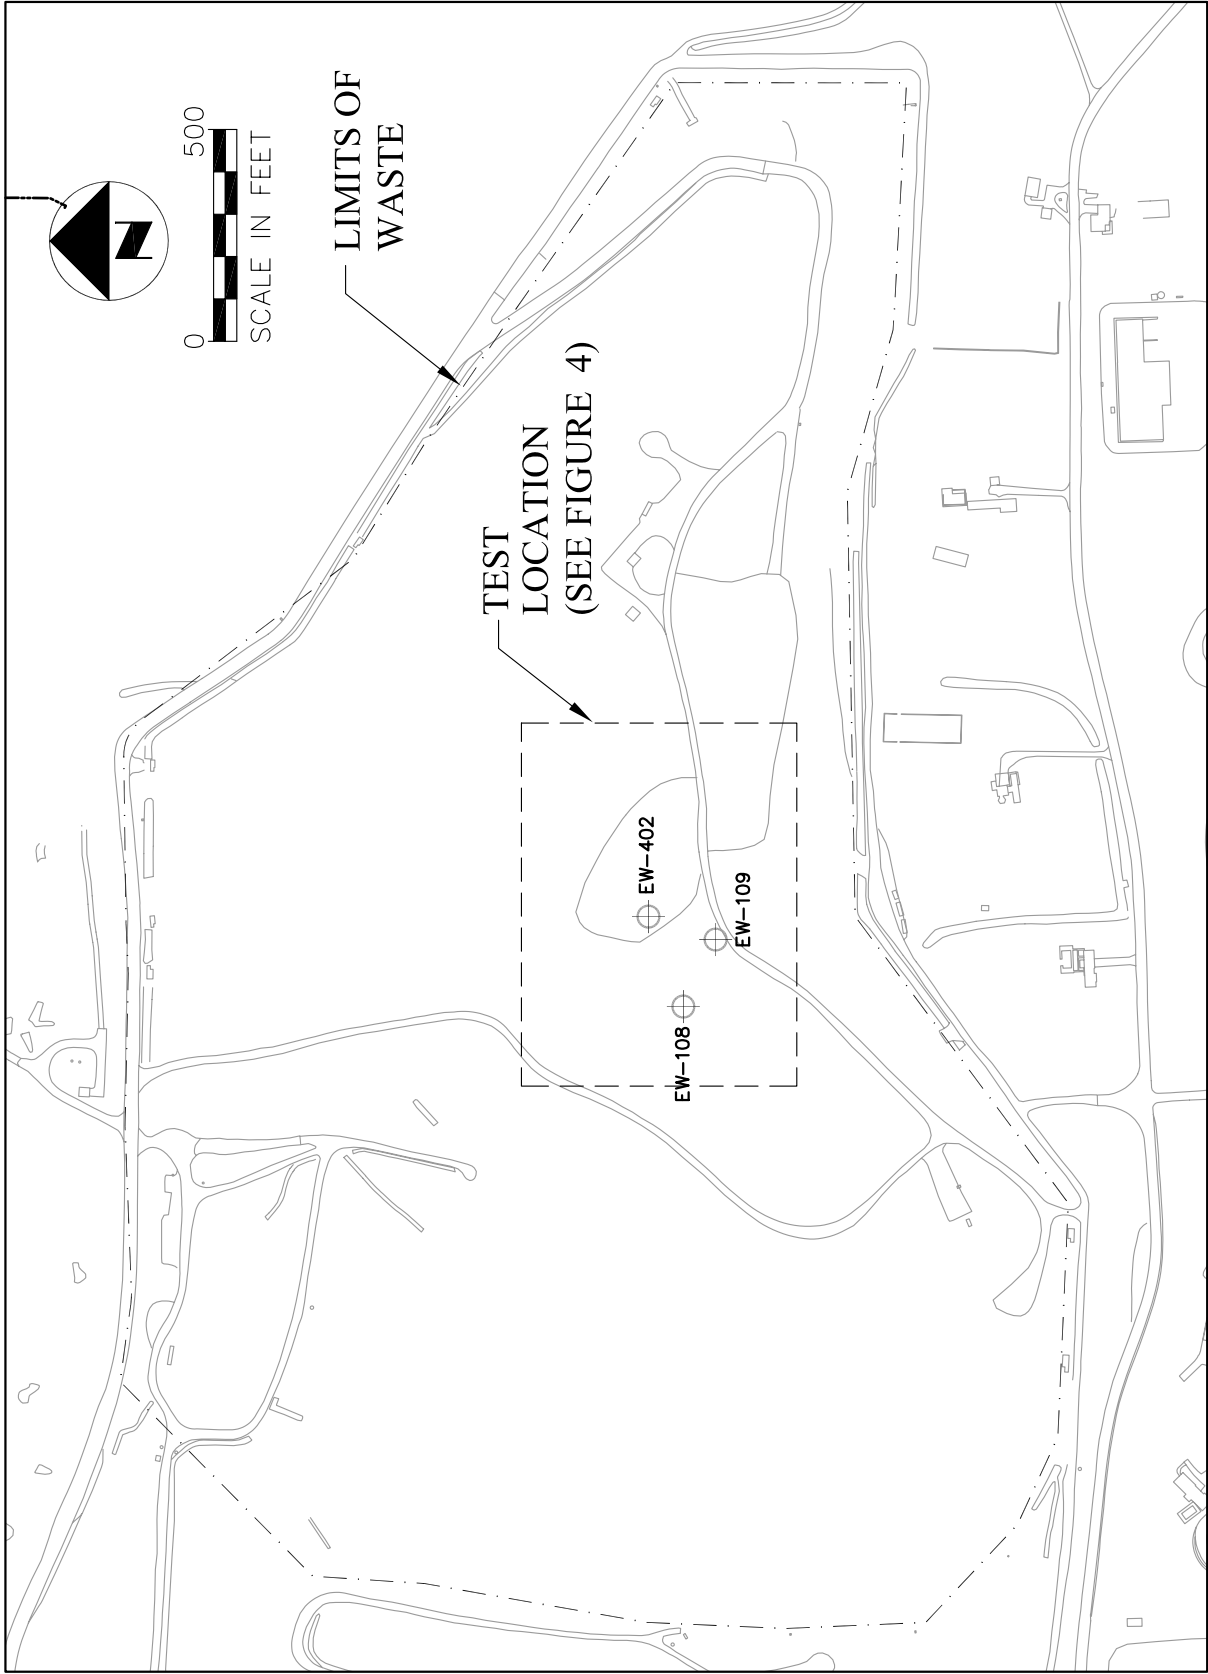 N
0 500
SCALE IN FEET
LIMITS OF
WASTE
TEST
LOCATION
(SEE FIGURE 4)
EW-402
EW-109
EW-108